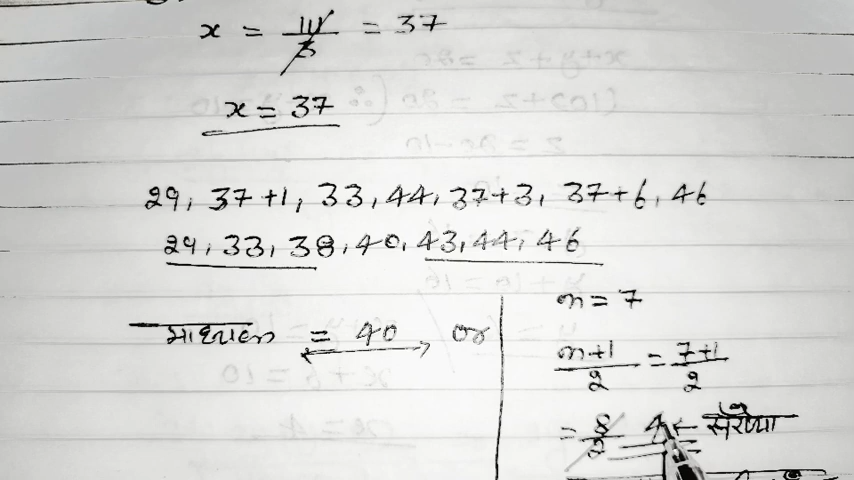 x = 111/3 = 37
x = 37
29, 37+1, 33, 44, 37+3, 37+6, 46
29, 33, 38, 40, 43, 44, 46
माध्यक = 40 or
n = 7
n+1/2 = 7+1/2
= 8/2 4 ← संख्या